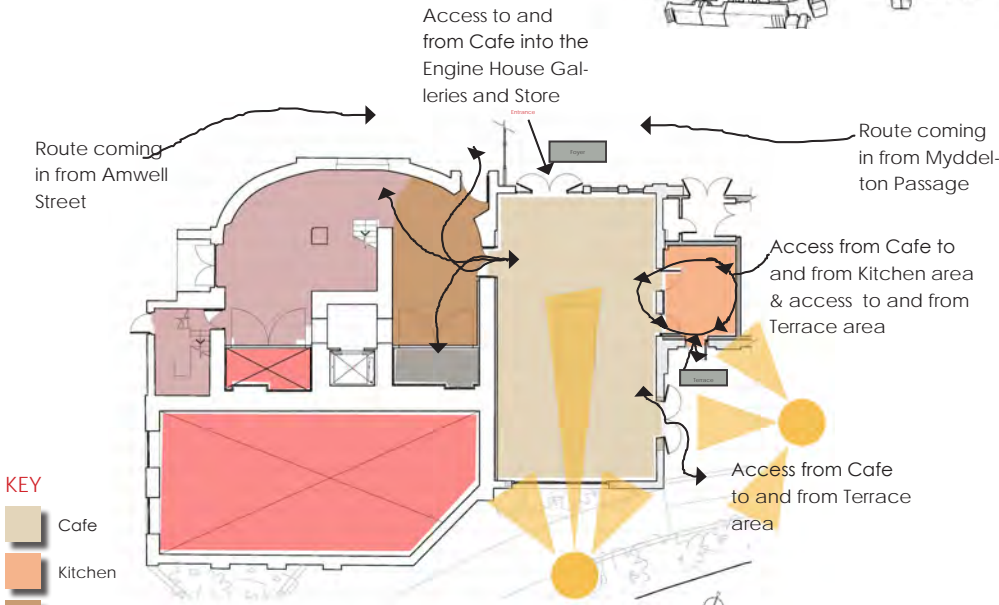 Access to and
from Cafe into the
Engine House Gal-
leries and Store
Entrance
Foyer
Route coming
in from Amwell
Street
Route coming
in from Myddel-
ton Passage
Access from Cafe to
and from Kitchen area
& access to and from
Terrace area
Terrace
Access from Cafe
to and from Terrace
area
KEY
Cafe
Kitchen